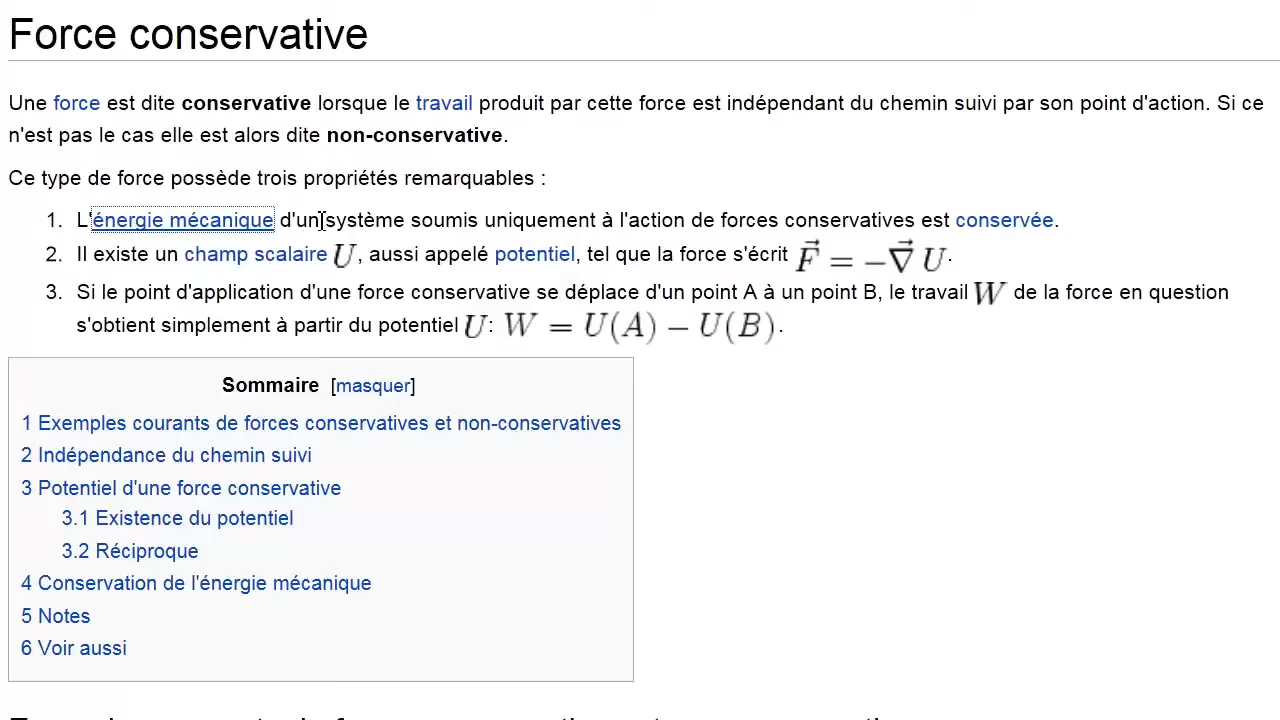 Force conservative
Une force est dite conservative lorsque le travail produit par cette force est indépendant du chemin suivi par son point d'action. Si ce
n'est pas le cas elle est alors dite non-conservative.
Ce type de force possède trois propriétés remarquables :
1. L'énergie mécanique d'un système soumis uniquement à l'action de forces conservatives est conservée.
2. Il existe un champ scalaire U, aussi appelé potentiel, tel que la force s'écrit F⃗ = −∇⃗ U.
3. Si le point d'application d'une force conservative se déplace d'un point A à un point B, le travail W de la force en question
s'obtient simplement à partir du potentiel U: W = U(A) − U(B).
Sommaire [masquer]
1 Exemples courants de forces conservatives et non-conservatives
2 Indépendance du chemin suivi
3 Potentiel d'une force conservative
3.1 Existence du potentiel
3.2 Réciproque
4 Conservation de l'énergie mécanique
5 Notes
6 Voir aussi